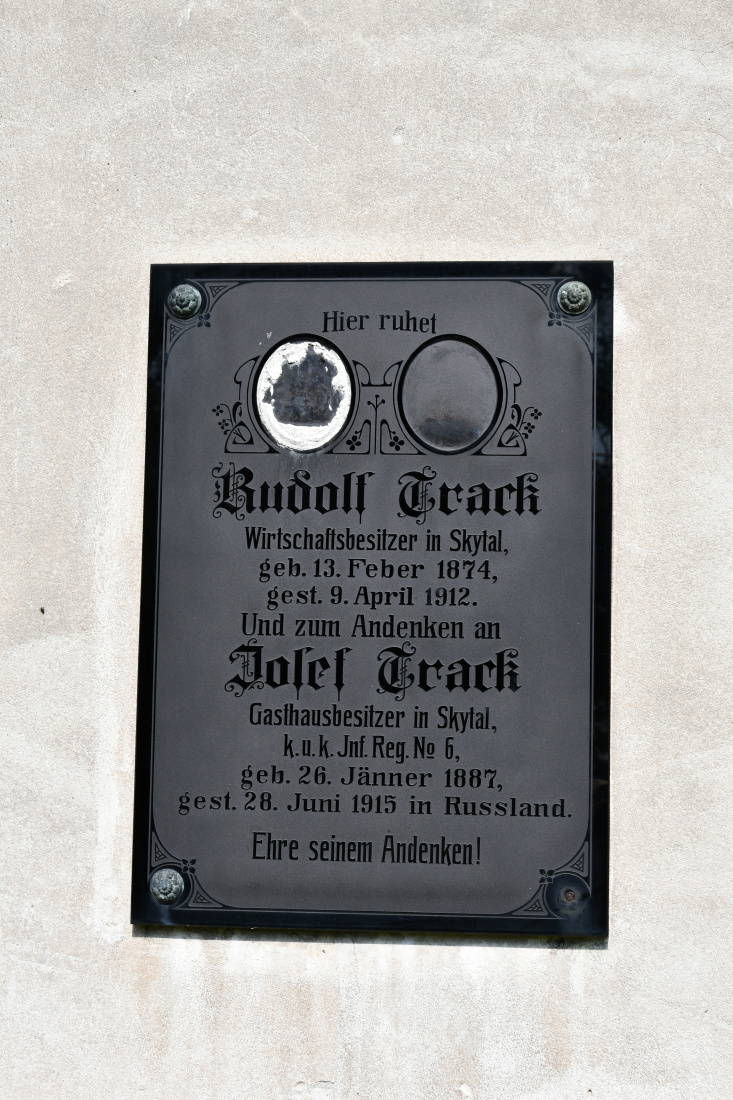 Hier ruhet
Rudolf Track
Wirtschaftsbesitzer in Skytal,
geb. 13. Feber 1874,
gest. 9. April 1912.
Und zum Andenken an
Josef Track
Gasthausbesitzer in Skytal,
k. u. k. Jnf. Reg. No 6,
geb. 26. Jänner 1887,
gest. 28. Juni 1915 in Russland.
Ehre seinem Andenken!